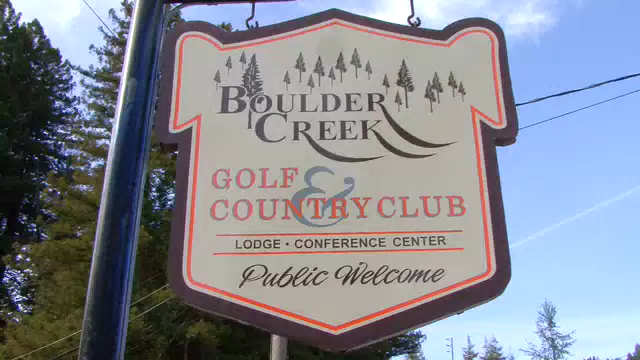 BOULDER
CREEK
GOLF &
COUNTRY CLUB
LODGE · CONFERENCE CENTER
Public Welcome